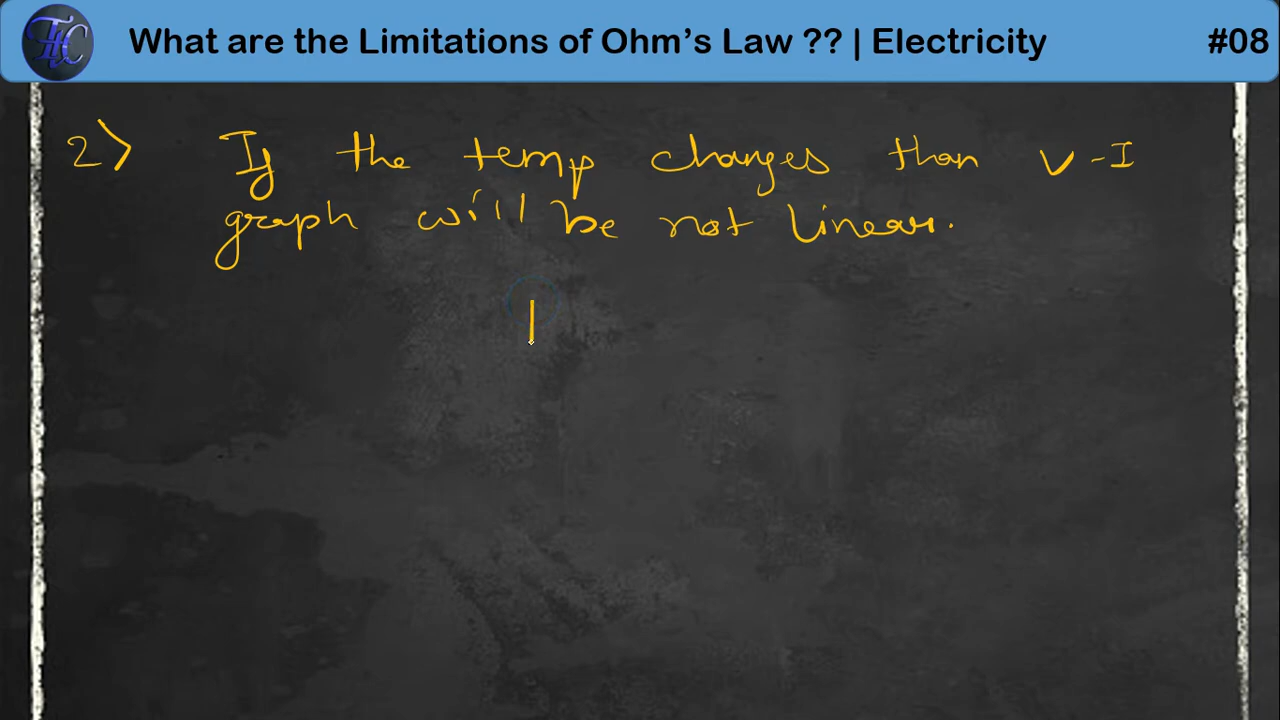 THC
What are the Limitations of Ohm's Law ?? | Electricity
#08
2> If the temp changes than V-I
graph will be not linear.